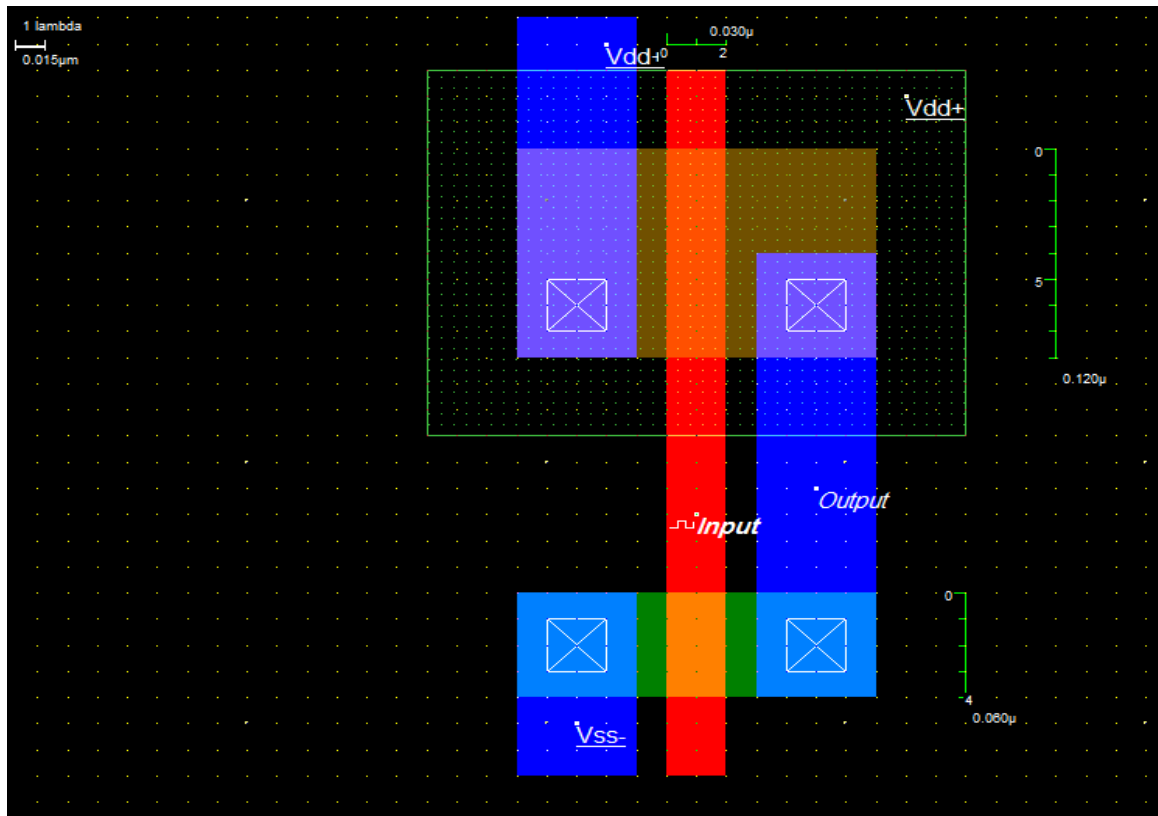 1 lambda
0.015µm
0.030µ
Vdd+
0
2
Vdd+
0
5
0.120µ
Output
Input
0
4
0.060µ
Vss-